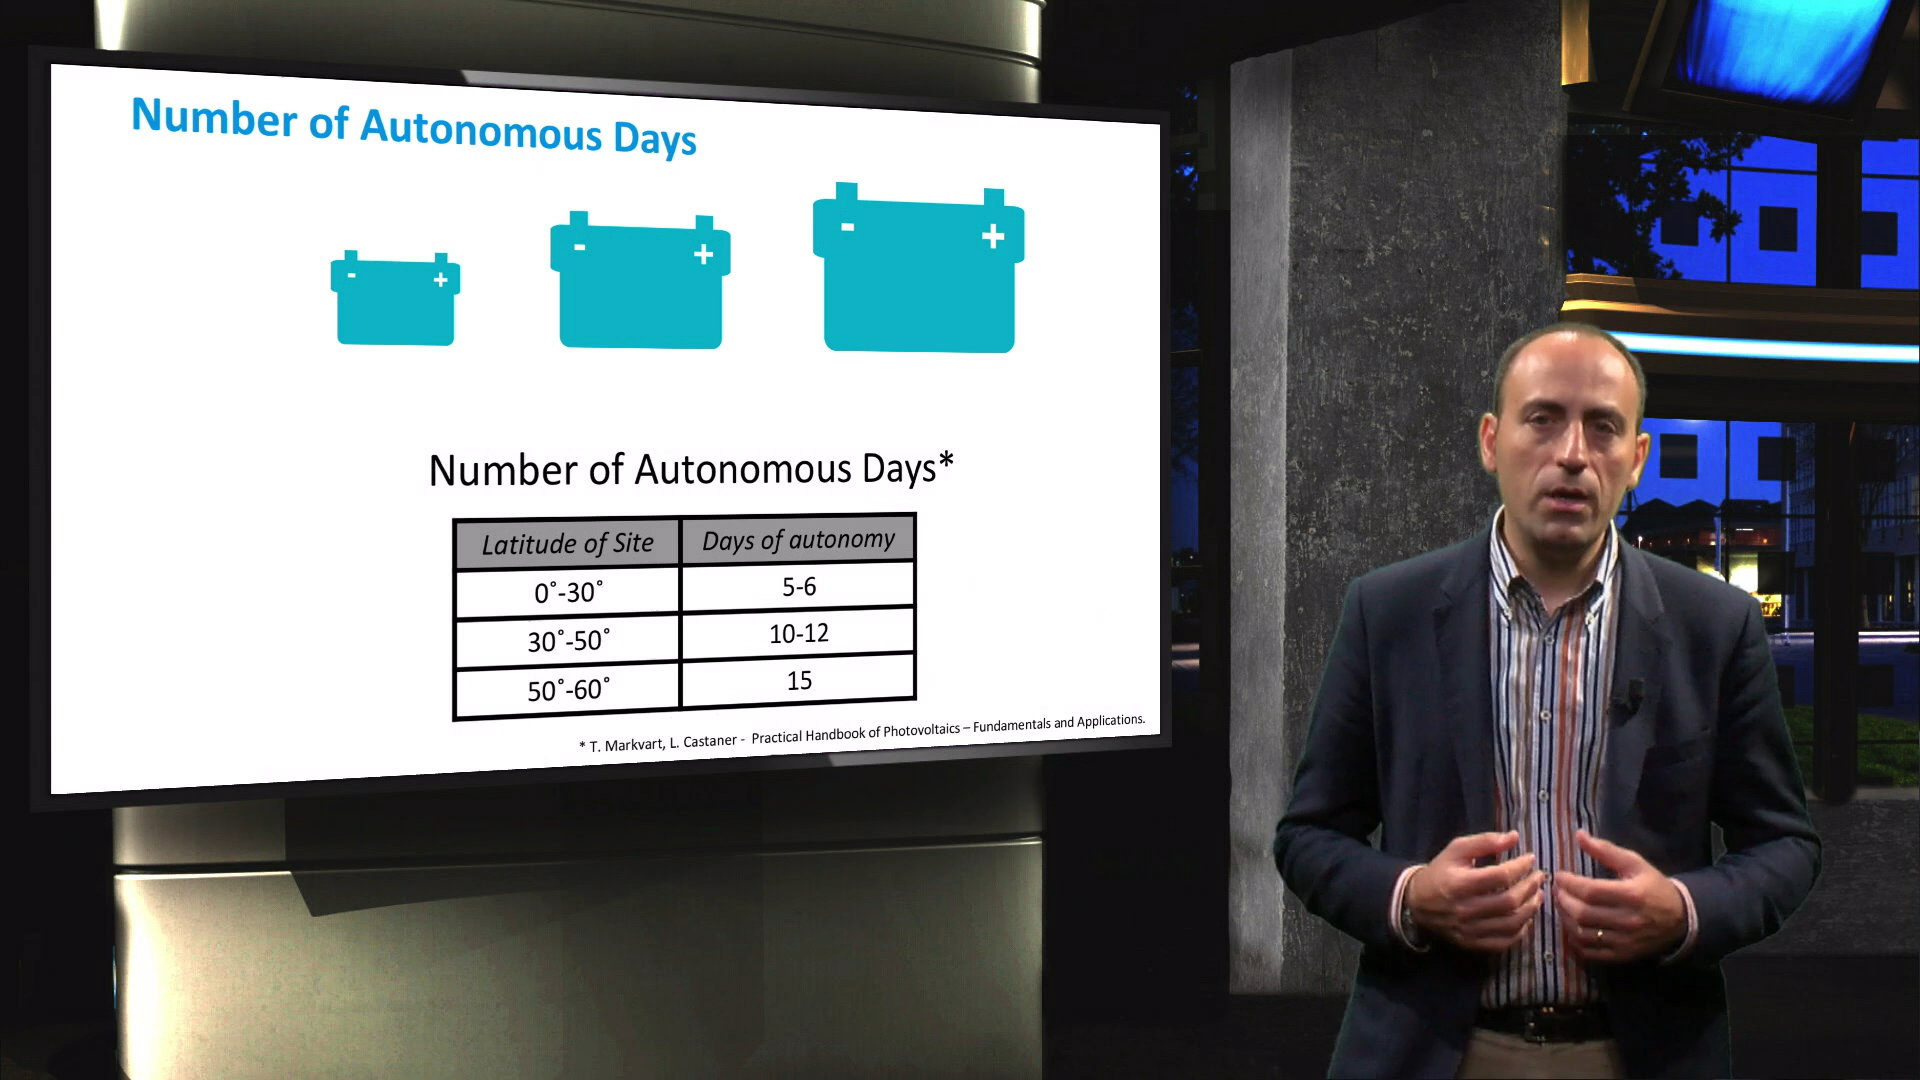 Number of Autonomous Days
- +
- +
- +
Number of Autonomous Days*
Latitude of Site Days of autonomy
0˚-30˚ 5-6
30˚-50˚ 10-12
50˚-60˚ 15
* T. Markvart, L. Castaner - Practical Handbook of Photovoltaics – Fundamentals and Applications.